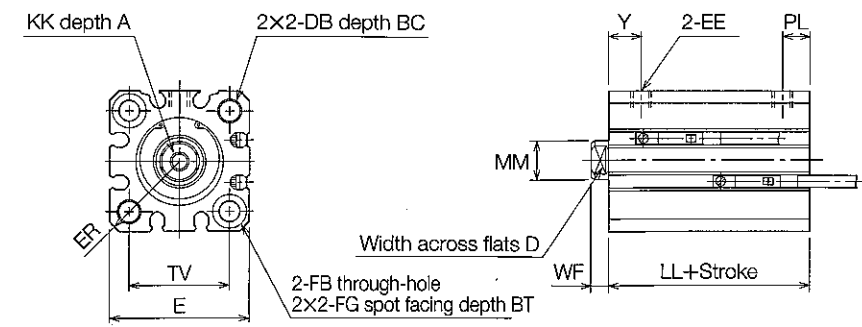 KK depth A
2×2-DB depth BC
Y
2-EE
PL
MM
ER
Width across flats D
WF
LL+Stroke
TV
E
2-FB through-hole
2×2-FG spot facing depth BT